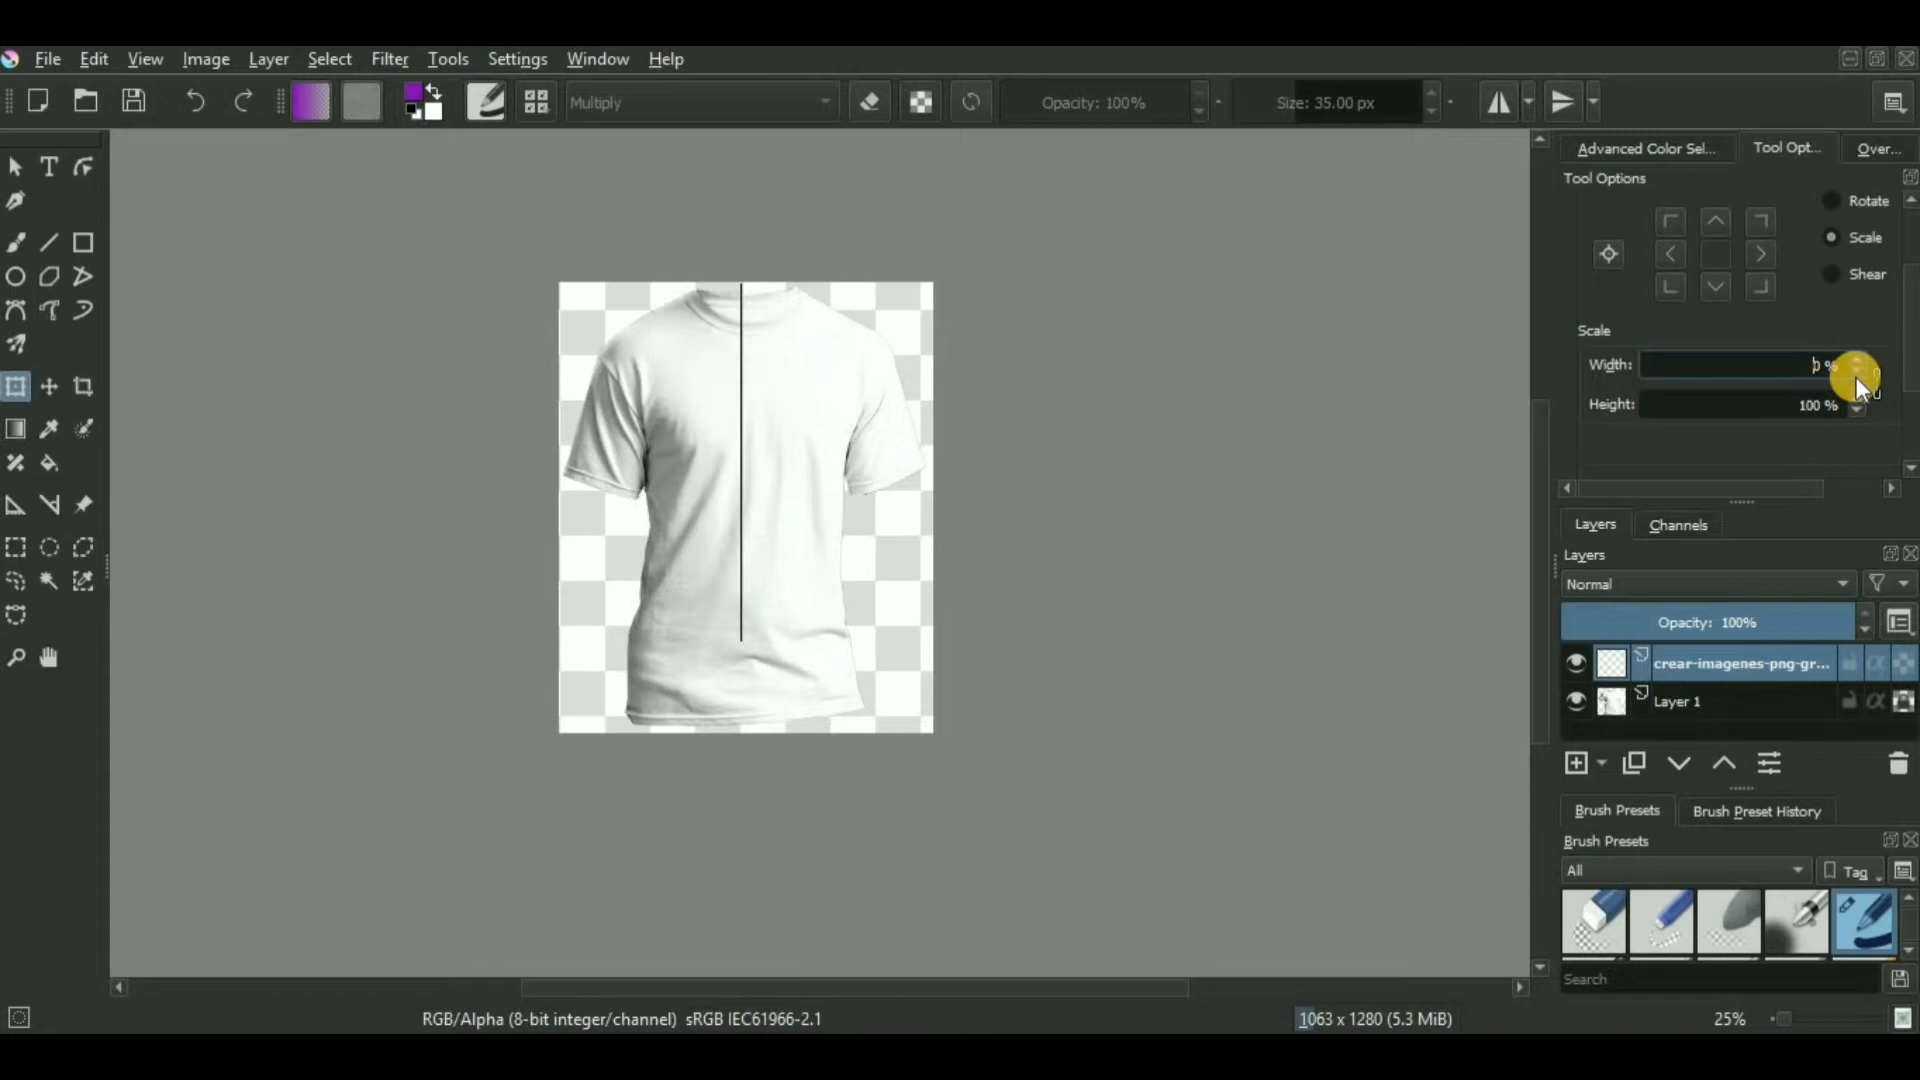 File Edit View Image Layer Select Filter Tools Settings Window Help
Multiply Opacity: 100% Size: 35.00 px
Advanced Color Sel... Tool Opt... Over...
Tool Options
Rotate
Scale
Shear
Scale
Width: 0 %
Height: 100 %
Layers Channels
Layers
Normal
Opacity: 100%
crear-imagenes-png-gr...
Layer 1
Brush Presets Brush Preset History
Brush Presets
All Tag
Search
RGB/Alpha (8-bit integer/channel) sRGB IEC61966-2.1 1063 x 1280 (5.3 MiB) 25%